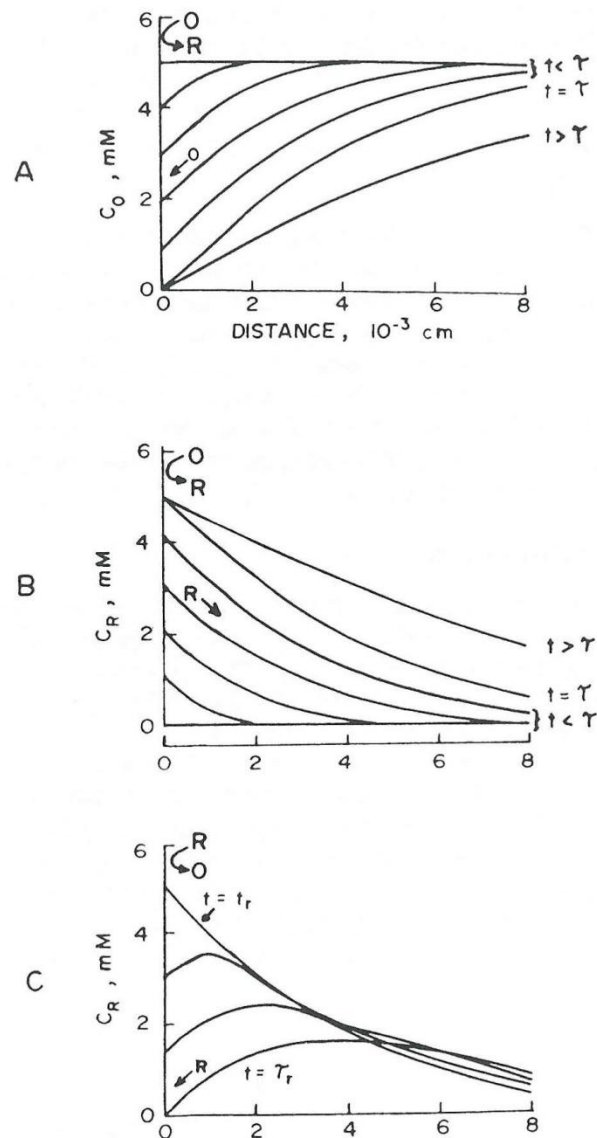 A
O
R
6
4
2
0
C_O , mM
O
t < τ
t = τ
t > τ
0 2 4 6 8
DISTANCE , 10⁻³ cm
B
O
R
6
4
2
0
C_R , mM
R
t > τ
t = τ
t < τ
0 2 4 6 8
C
R
O
6
4
2
0
C_R , mM
t = t_r
R
t = τ_r
0 2 4 6 8